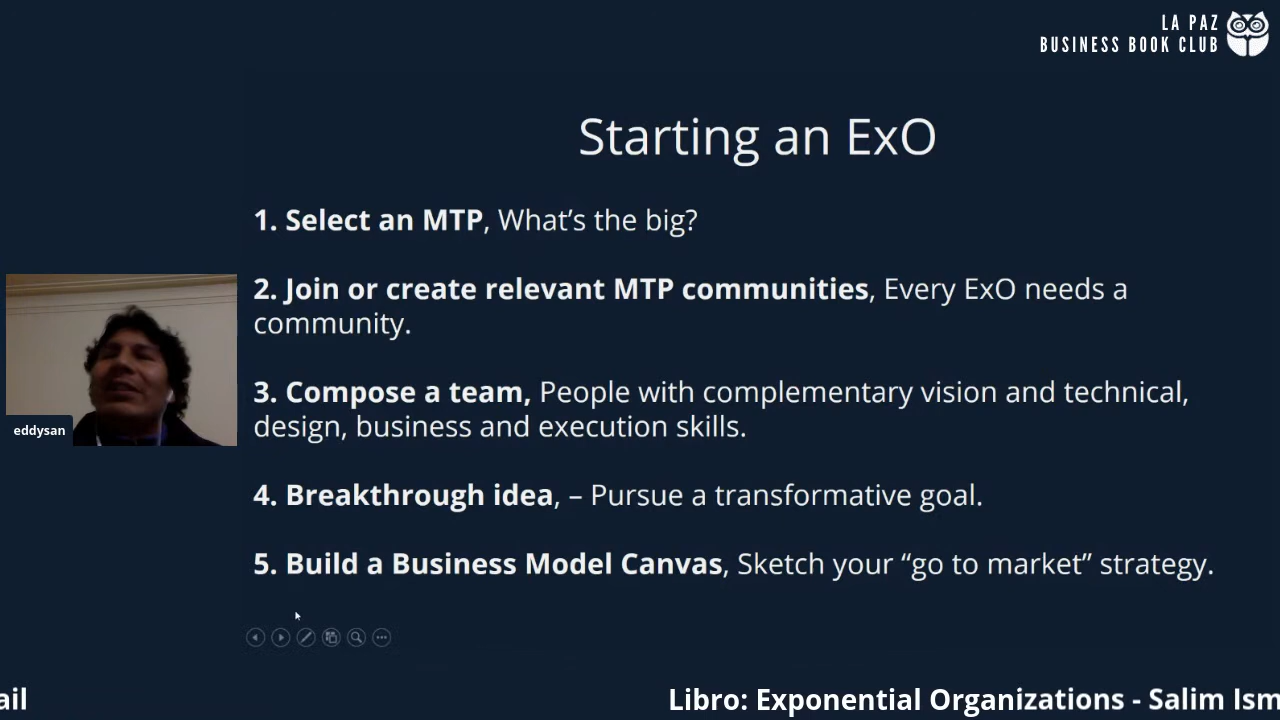 LA PAZ
BUSINESS BOOK CLUB
Starting an ExO
1. Select an MTP, What’s the big?
2. Join or create relevant MTP communities, Every ExO needs a
community.
3. Compose a team, People with complementary vision and technical,
design, business and execution skills.
4. Breakthrough idea, – Pursue a transformative goal.
5. Build a Business Model Canvas, Sketch your “go to market” strategy.
eddysan
ail
Libro: Exponential Organizations - Salim Ism